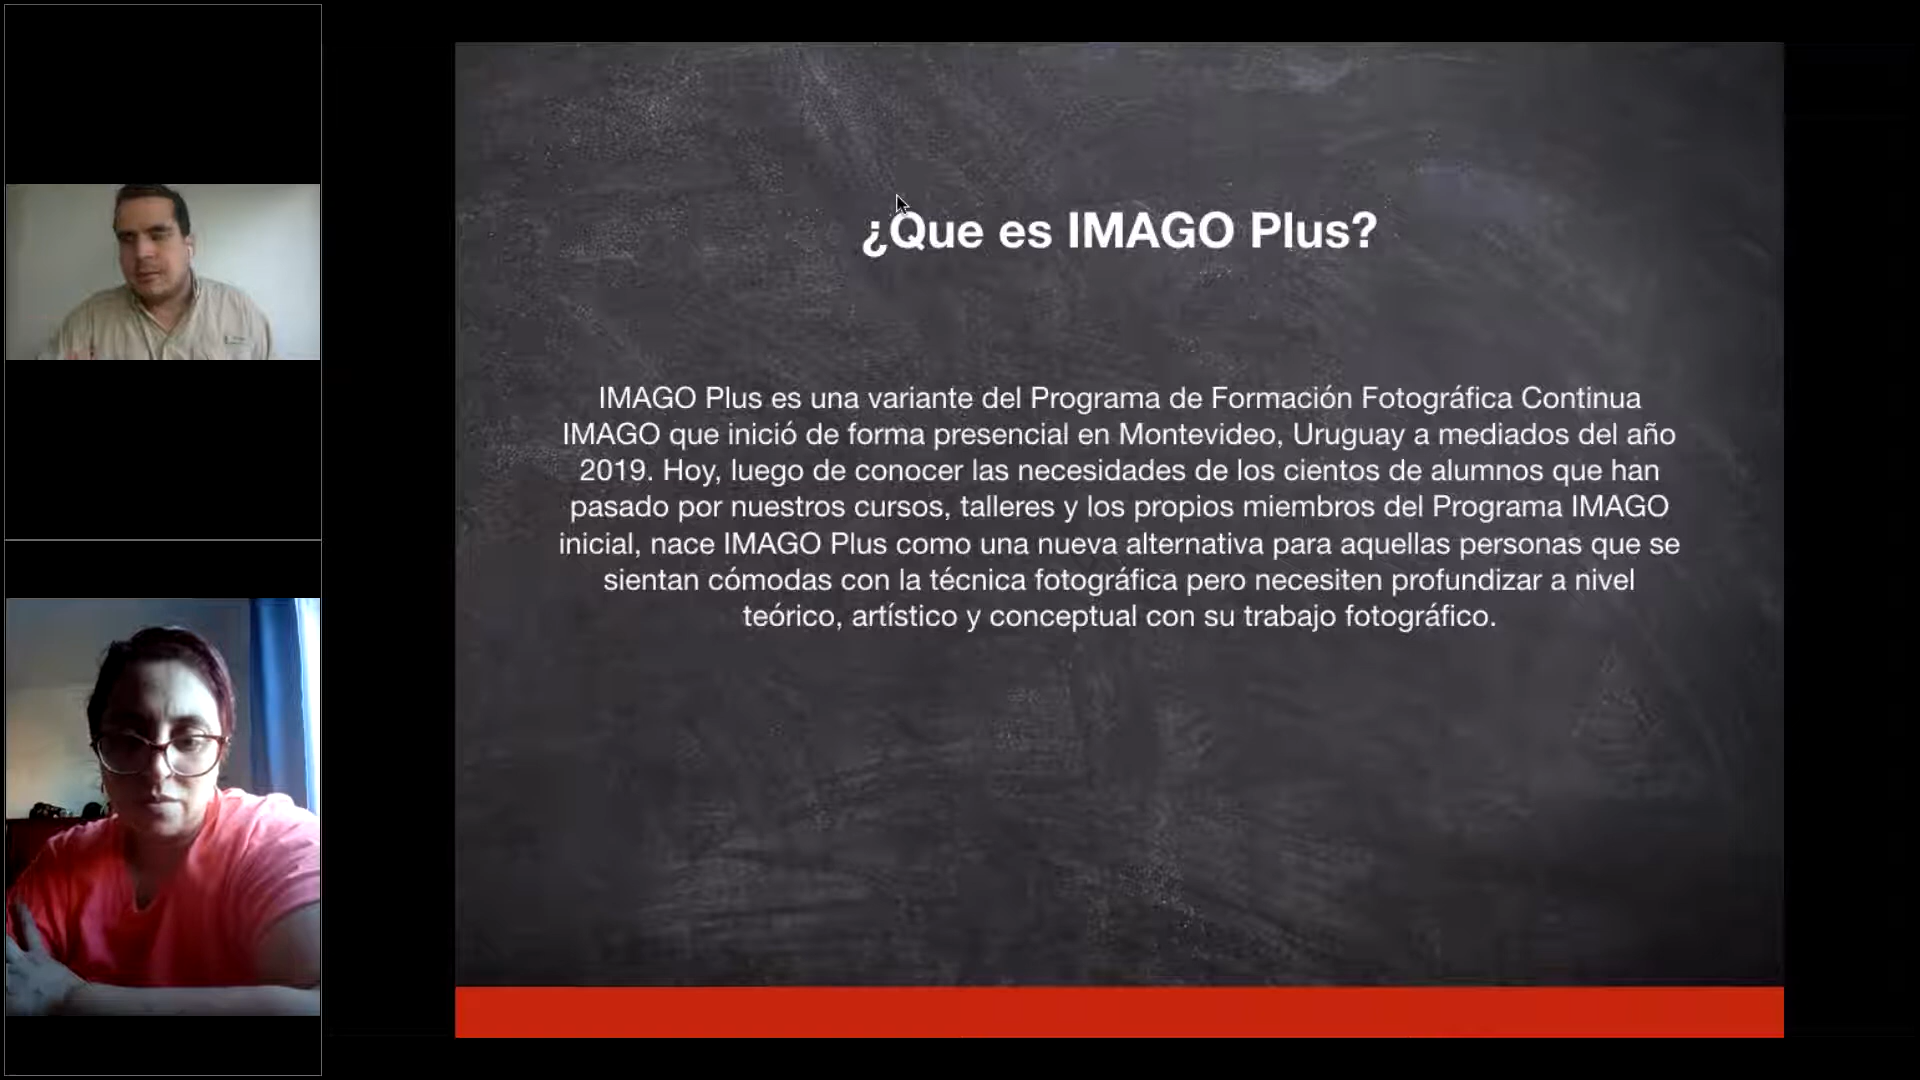 ¿Que es IMAGO Plus?
IMAGO Plus es una variante del Programa de Formación Fotográfica Continua
IMAGO que inició de forma presencial en Montevideo, Uruguay a mediados del año
2019. Hoy, luego de conocer las necesidades de los cientos de alumnos que han
pasado por nuestros cursos, talleres y los propios miembros del Programa IMAGO
inicial, nace IMAGO Plus como una nueva alternativa para aquellas personas que se
sientan cómodas con la técnica fotográfica pero necesiten profundizar a nivel
teórico, artístico y conceptual con su trabajo fotográfico.